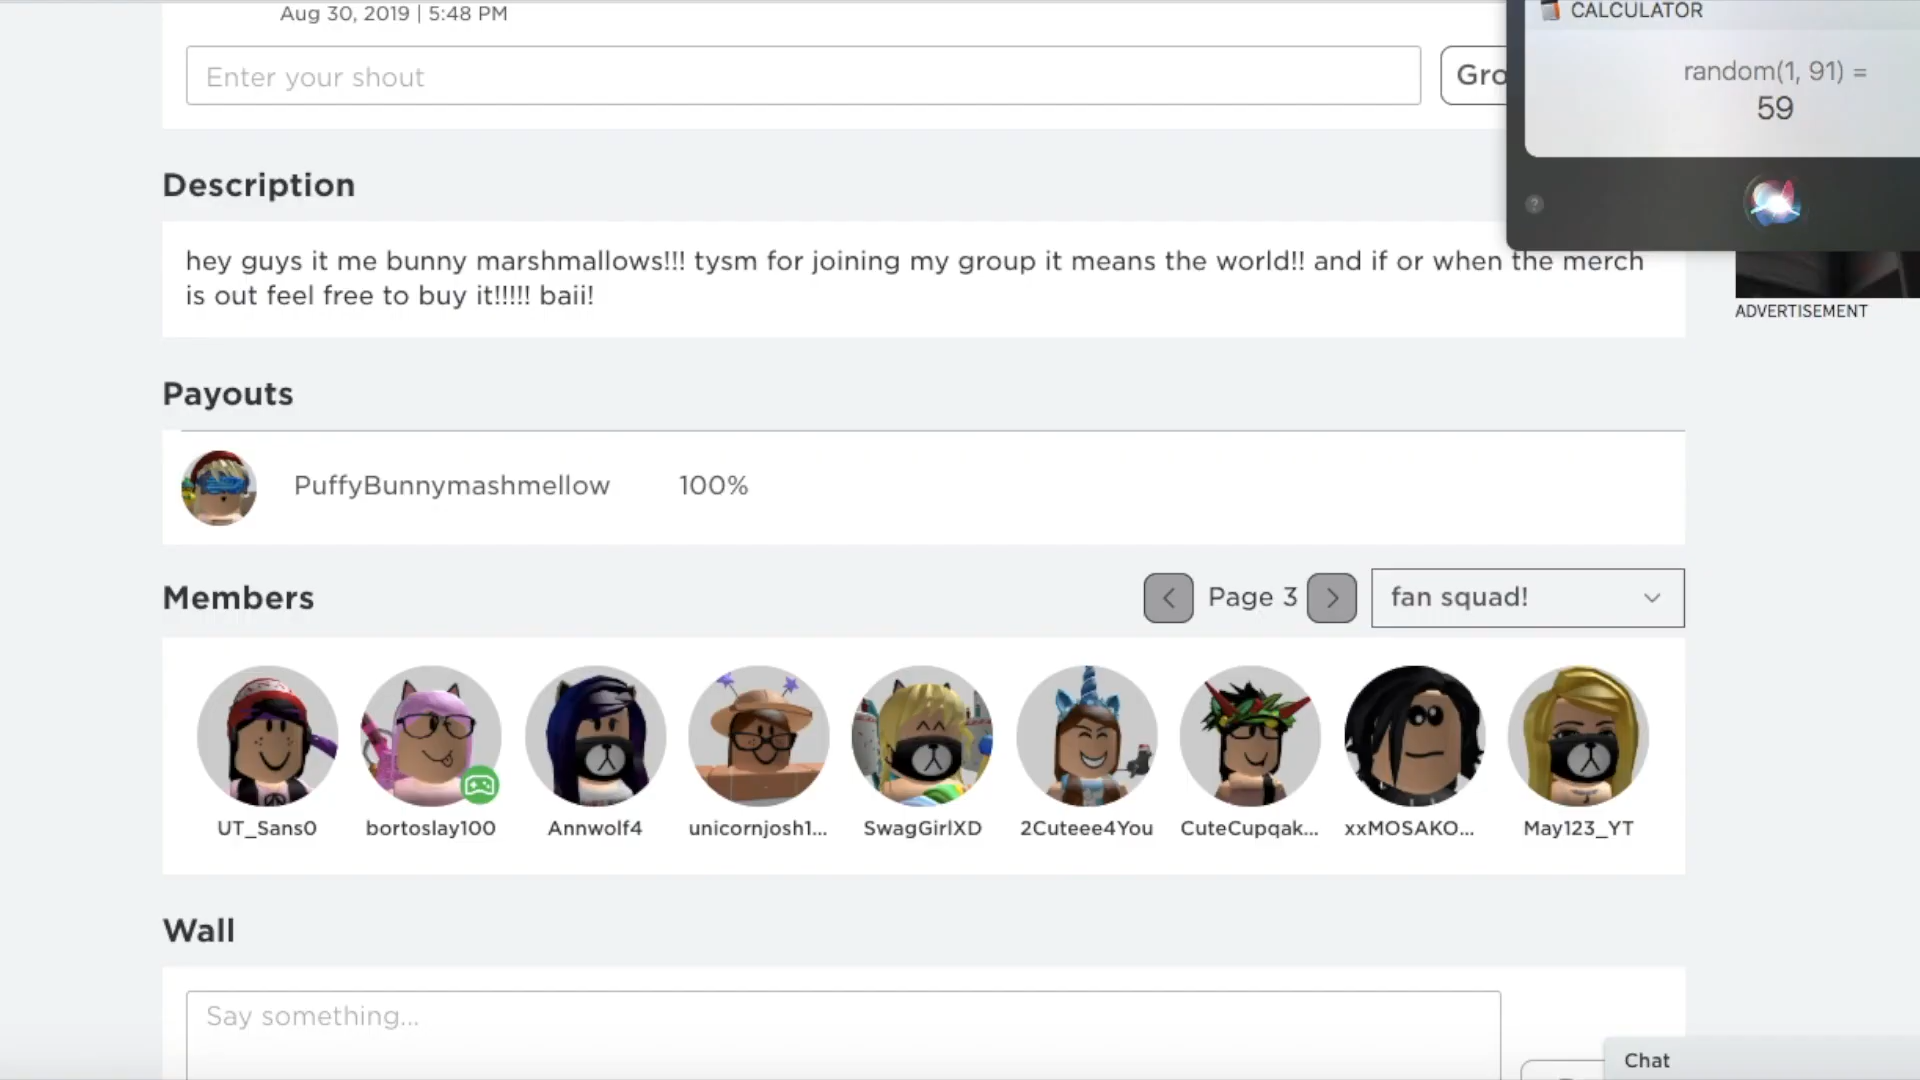 Aug 30, 2019 | 5:48 PM
CALCULATOR
random(1, 91) =
59
Enter your shout
Gro
?
Description
hey guys it me bunny marshmallows!!! tysm for joining my group it means the world!! and if or when the merch
is out feel free to buy it!!!!! baii!
ADVERTISEMENT
Payouts
PuffyBunnymashmellow 100%
Members
Page 3
fan squad!
UT_Sans0 bortoslay100 Annwolf4 unicornjosh1... SwagGirlXD 2Cuteee4You CuteCupqak... xxMOSAKO... May123_YT
Wall
Say something...
Chat